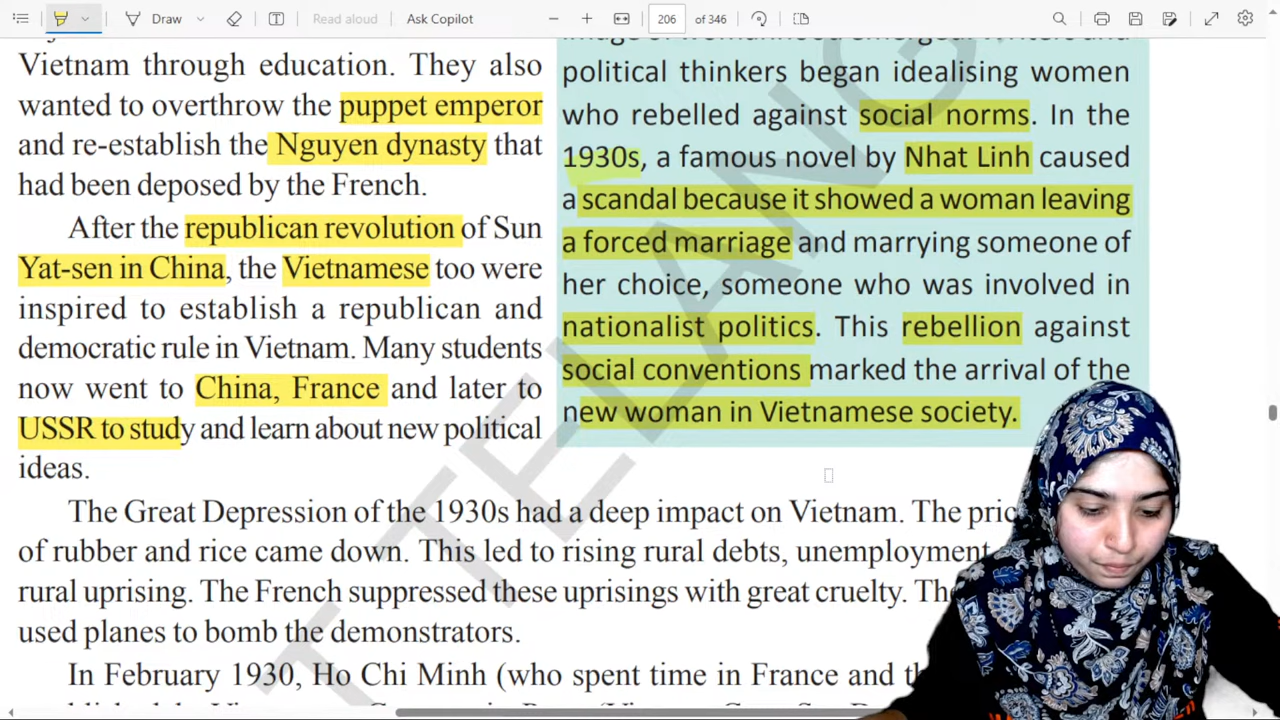 Draw
Read aloud
Ask Copilot
206
of 346
Vietnam through education. They also
wanted to overthrow the puppet emperor
and re-establish the Nguyen dynasty that
had been deposed by the French.
After the republican revolution of Sun
Yat-sen in China, the Vietnamese too were
inspired to establish a republican and
democratic rule in Vietnam. Many students
now went to China, France and later to
USSR to study and learn about new political
ideas.
political thinkers began idealising women
who rebelled against social norms. In the
1930s, a famous novel by Nhat Linh caused
a scandal because it showed a woman leaving
a forced marriage and marrying someone of
her choice, someone who was involved in
nationalist politics. This rebellion against
social conventions marked the arrival of the
new woman in Vietnamese society.
The Great Depression of the 1930s had a deep impact on Vietnam. The
of rubber and rice came down. This led to rising rural debts, unemployment
rural uprising. The French suppressed these uprisings with great cruelty.
used planes to bomb the demonstrators.
In February 1930, Ho Chi Minh (who spent time in France and